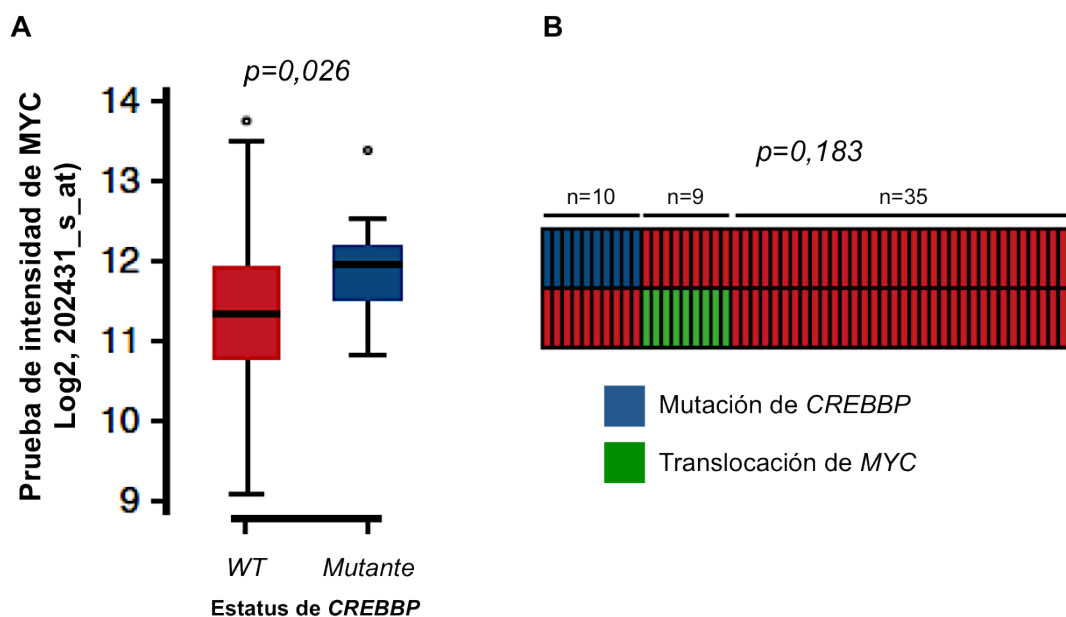 A
p=0,026
Prueba de intensidad de MYC
Log2, 202431_s_at)
14
13
12
11
10
9
WT
Mutante
Estatus de CREBBP
B
p=0,183
n=10
n=9
n=35
Mutación de CREBBP
Translocación de MYC